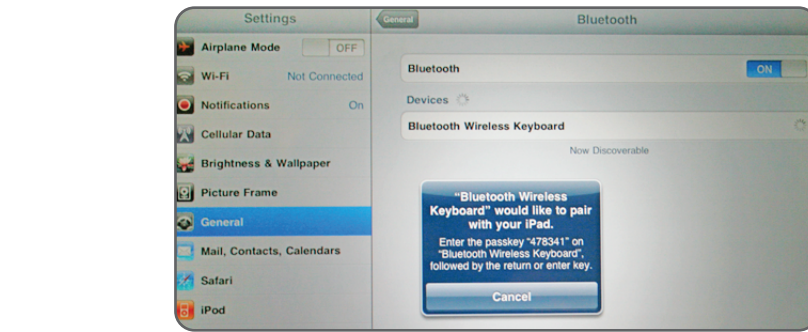 Settings
Airplane Mode OFF
Wi-Fi Not Connected
Notifications On
Cellular Data
Brightness & Wallpaper
Picture Frame
General
Mail, Contacts, Calendars
Safari
iPod
General Bluetooth
Bluetooth ON
Devices
Bluetooth Wireless Keyboard
Now Discoverable
“Bluetooth Wireless
Keyboard” would like to pair
with your iPad.
Enter the passkey “478341” on
“Bluetooth Wireless Keyboard”,
followed by the return or enter key.
Cancel